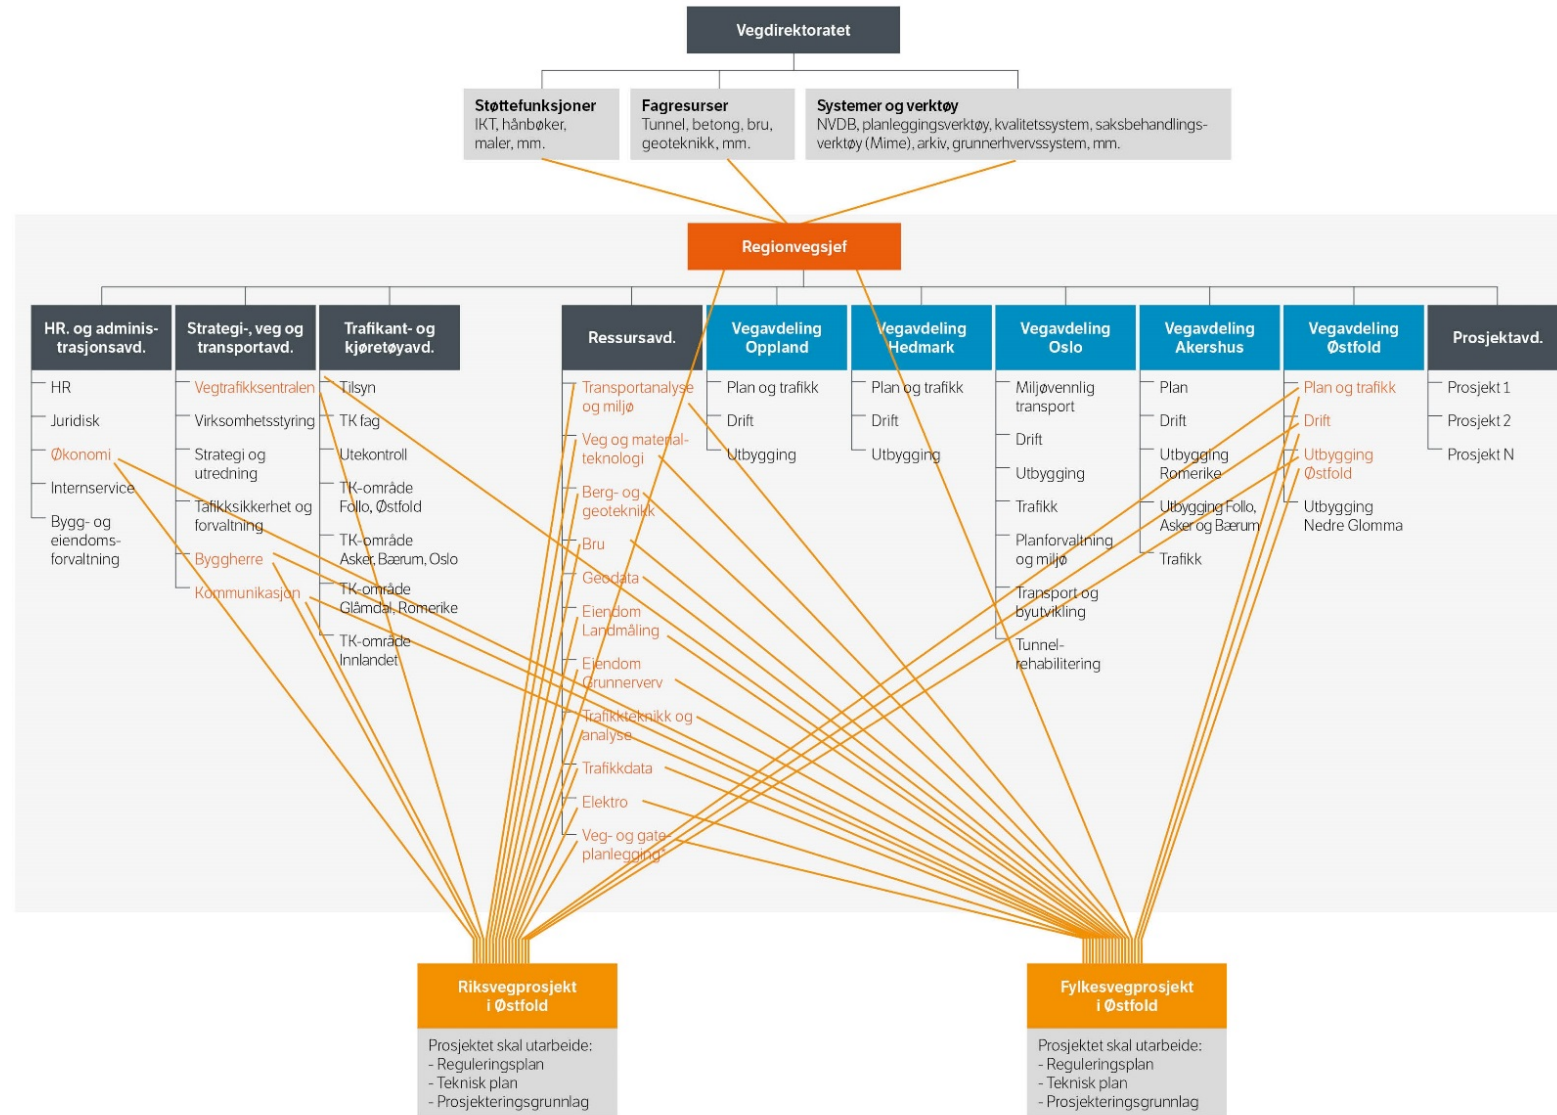 Vegdirektoratet
Støttefunksjoner
IKT, hånbøker,
maler, mm.
Fagresurser
Tunnel, betong, bru,
geoteknikk, mm.
Systemer og verktøy
NVDB, planleggingsverktøy, kvalitetssystem, saksbehandlings-
verktøy (Mime), arkiv, grunnerhvervssystem, mm.
Regionvegsjef
HR. og adminis-
trasjonsavd.
HR
Juridisk
Økonomi
Internservice
Bygg- og
eiendoms-
forvaltning
Strategi-, veg og
transportavd.
Vegtrafikksentralen
Virksomhetsstyring
Strategi og
utredning
Tafikksikkerhet og
forvaltning
Byggherre
Kommunikasjon
Trafikant- og
kjøretøyavd.
Tilsyn
TK fag
Utekontroll
TK-område
Follo, Østfold
TK-område
Asker, Bærum, Oslo
TK-område
Glåmdal, Romerike
TK-område
Innlandet
Ressursavd.
Transportanalyse
og miljø
Veg og material-
teknologi
Berg- og
geoteknikk
Bru
Geodata
Eiendom
Landmåling
Eiendom
Grunnerverv
Trafikkteknikk og
analyse
Trafikkdata
Elektro
Veg- og gate-
planlegging*
Vegavdeling
Oppland
Plan og trafikk
Drift
Utbygging
Vegavdeling
Hedmark
Plan og trafikk
Drift
Utbygging
Vegavdeling
Oslo
Miljøvennlig
transport
Drift
Utbygging
Trafikk
Planforvaltning
og miljø
Transport og
byutvikling
Tunnel-
rehabilitering
Vegavdeling
Akershus
Plan
Drift
Utbygging
Romerike
Utbygging Follo,
Asker og Bærum
Trafikk
Vegavdeling
Østfold
Plan og trafikk
Drift
Utbygging
Østfold
Utbygging
Nedre Glomma
Prosjektavd.
Prosjekt 1
Prosjekt 2
Prosjekt N
Riksvegprosjekt
i Østfold
Prosjektet skal utarbeide:
- Reguleringsplan
- Teknisk plan
- Prosjekteringsgrunnlag
Fylkesvegprosjekt
i Østfold
Prosjektet skal utarbeide:
- Reguleringsplan
- Teknisk plan
- Prosjekteringsgrunnlag